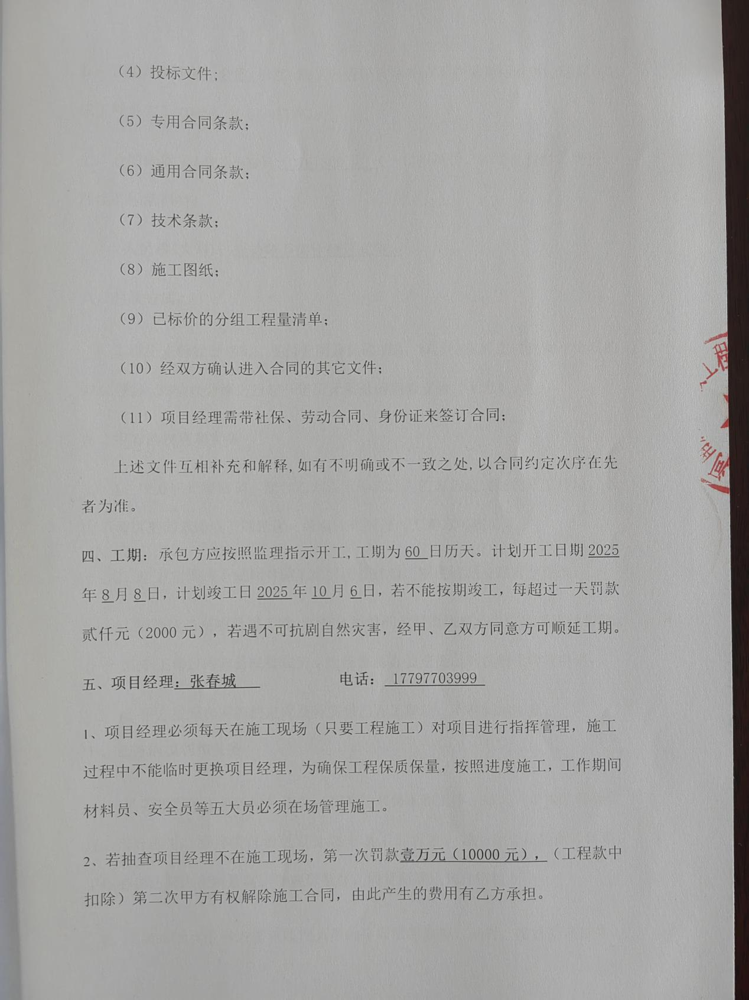 （4）投标文件；
（5）专用合同条款；
（6）通用合同条款；
（7）技术条款；
（8）施工图纸；
（9）已标价的分组工程量清单；
（10）经双方确认进入合同的其它文件；
（11）项目经理需带社保、劳动合同、身份证来签订合同；
上述文件互相补充和解释,如有不明确或不一致之处,以合同约定次序在先
者为准。
四、工期：承包方应按照监理指示开工,工期为 60 日历天。计划开工日期 2025
年 8 月 8 日，计划竣工日 2025 年 10 月 6 日，若不能按期竣工，每超过一天罚款
贰仟元（2000 元），若遇不可抗剧自然灾害，经甲、乙双方同意方可顺延工期。
五、项目经理：张春城 电话：17797703999
1、项目经理必须每天在施工现场（只要工程施工）对项目进行指挥管理，施工
过程中不能临时更换项目经理，为确保工程保质保量，按照进度施工，工作期间
材料员、安全员等五大员必须在场管理施工。
2、若抽查项目经理不在施工现场，第一次罚款壹万元（10000 元），（工程款中
扣除）第二次甲方有权解除施工合同，由此产生的费用有乙方承担。
工程
河